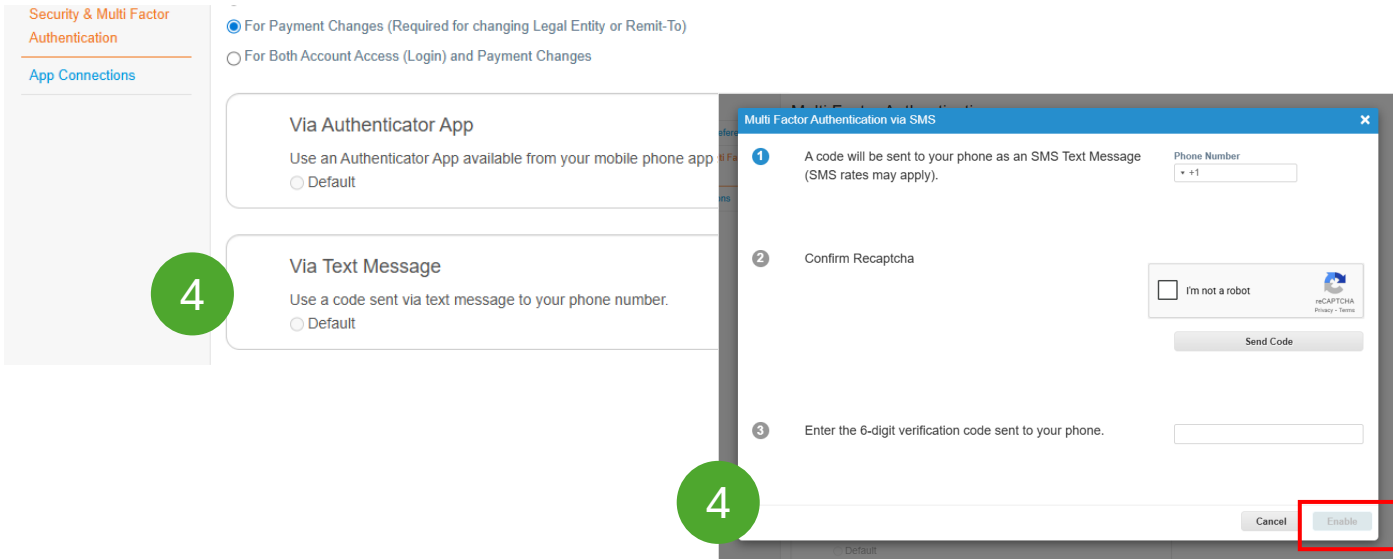 Security & Multi Factor
Authentication
App Connections
For Payment Changes (Required for changing Legal Entity or Remit-To)
For Both Account Access (Login) and Payment Changes
Via Authenticator App
Use an Authenticator App available from your mobile phone app
Default
4
Via Text Message
Use a code sent via text message to your phone number.
Default
Multi Factor Authentication via SMS
×
1
A code will be sent to your phone as an SMS Text Message
(SMS rates may apply).
Phone Number
+1
2
Confirm Recaptcha
I'm not a robot
reCAPTCHA
Privacy - Terms
Send Code
3
Enter the 6-digit verification code sent to your phone.
4
Cancel
Enable
Default